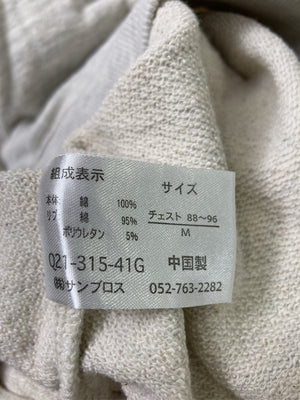 組成表示
サイズ
本体: 綿 100%
リブ: 綿 95%
ポリウレタン 5%
チェスト 88〜96
M
Q21-315-41G 中国製
㈱サンブロス 052-763-2282